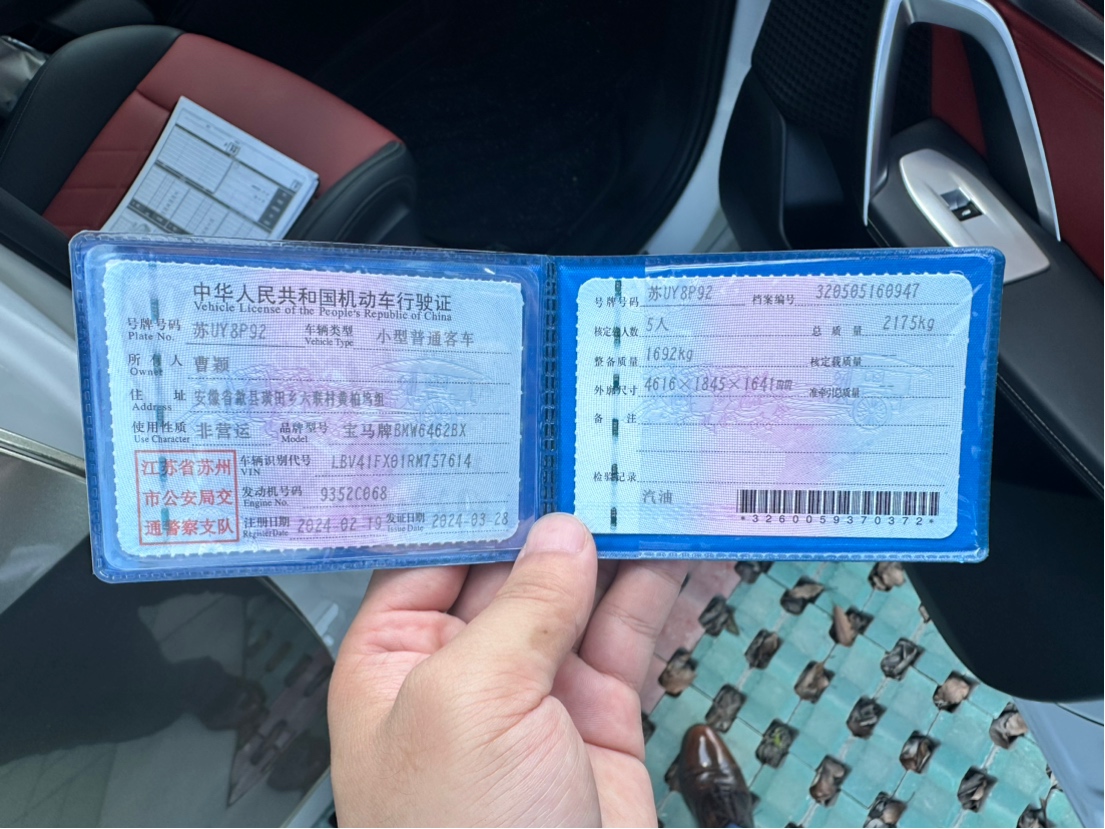 中华人民共和国机动车行驶证
Vehicle License of the People's Republic of China
号牌号码 Plate No. 苏UY8P92 车辆类型 Vehicle Type 小型普通客车
所有人 Owner 曹颖
住址 Address 安徽省歙县
使用性质 Use Character 非营运 品牌型号 Model 宝马牌BMW6462BX
江苏省苏州
市公安局交
通警察支队
车辆识别代号 VIN LBV41FX01RM757614
发动机号码 Engine No. 9352C068
注册日期 Register Date 2024-02-19 发证日期 Issue Date 2024-03-28
号牌号码 苏UY8P92 档案编号 320505160947
核定载人数 5人 总质量 2175kg
整备质量 1692kg 核定载质量 --
外廓尺寸 4616×1845×1641mm 准牵引总质量 --
备注
检验记录
汽油
*3260059370372*